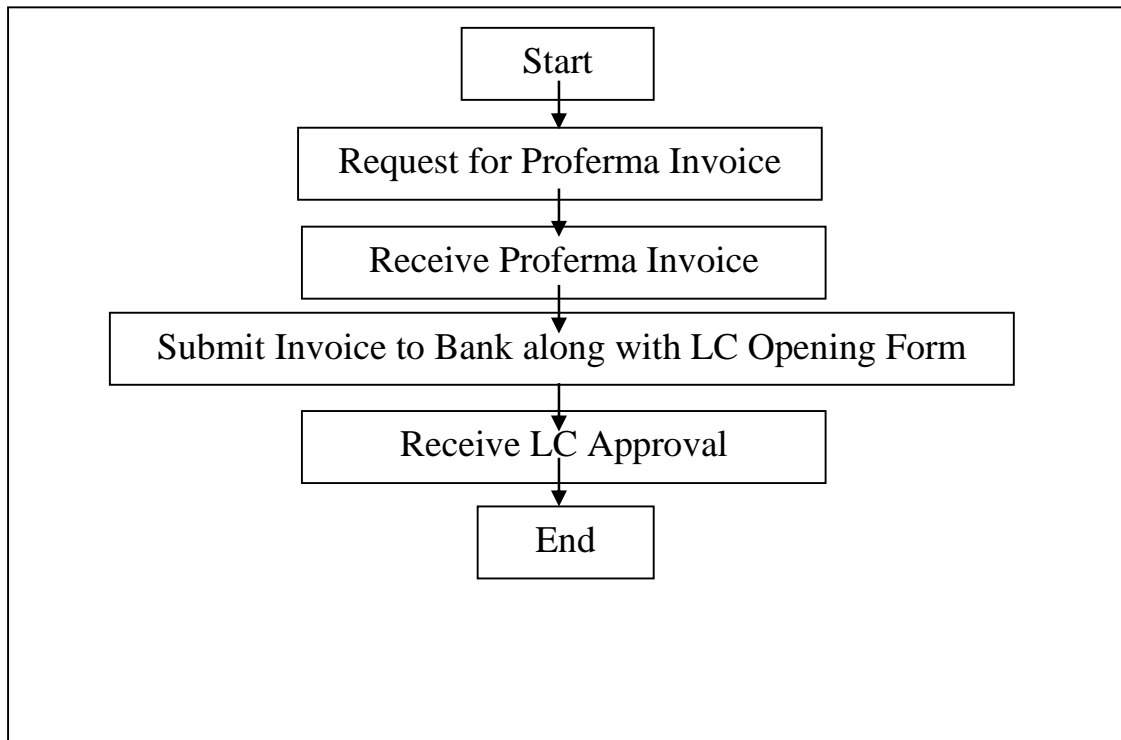 Start
Request for Proferma Invoice
Receive Proferma Invoice
Submit Invoice to Bank along with LC Opening Form
Receive LC Approval
End